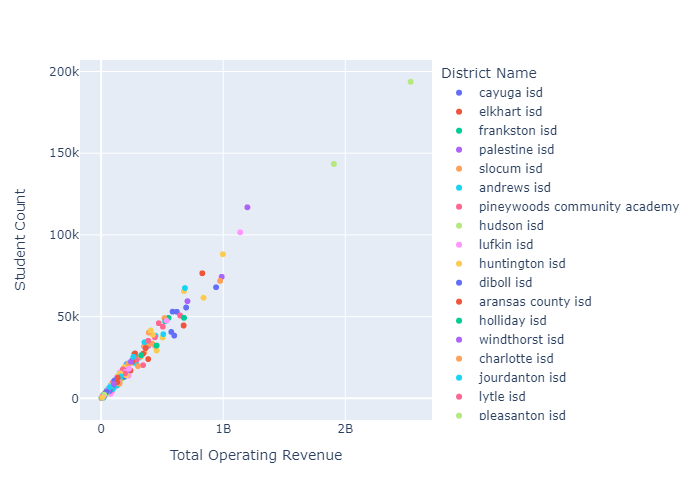 200k
150k
100k
50k
0
0
1B
2B
Total Operating Revenue
Student Count
District Name
cayuga isd
elkhart isd
frankston isd
palestine isd
slocum isd
andrews isd
pineywoods community academy
hudson isd
lufkin isd
huntington isd
diboll isd
aransas county isd
holliday isd
windthorst isd
charlotte isd
jourdanton isd
lytle isd
pleasanton isd